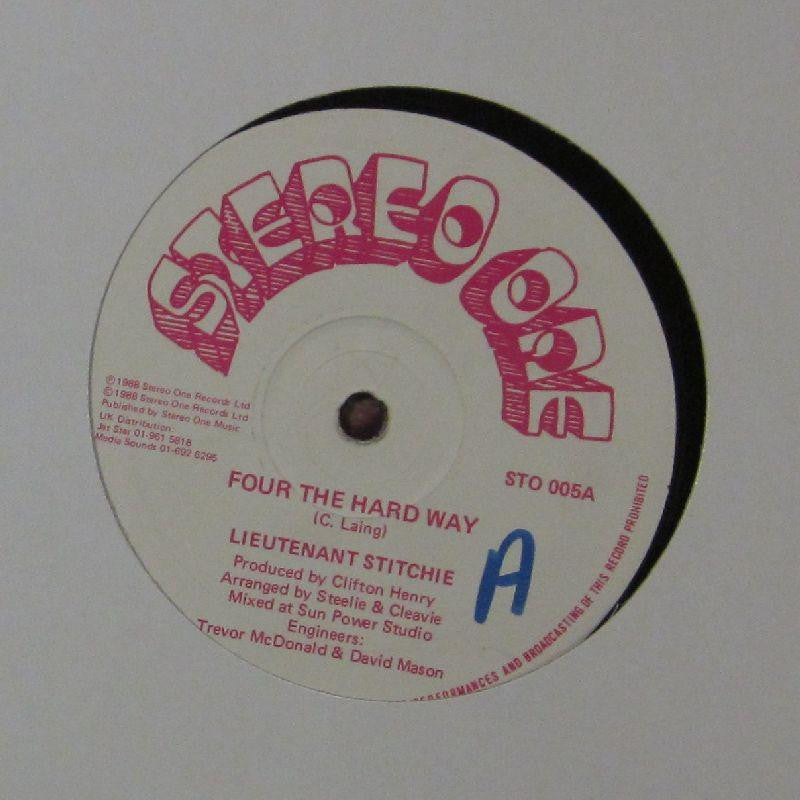 STEREO ONE
℗ 1988 Stereo One Records Ltd
© 1988 Stereo One Records Ltd
Published by Stereo One Music
UK Distribution:
Jet Star 01-961 5818
Media Sounds 01-692 6295
STO 005A
FOUR THE HARD WAY
(C. Laing)
LIEUTENANT STITCHIE
Produced by Clifton Henry
Arranged by Steelie & Cleavie
Mixed at Sun Power Studio
Engineers:
Trevor McDonald & David Mason
A
PERFORMANCES AND BROADCASTING OF THIS RECORD PROHIBITED